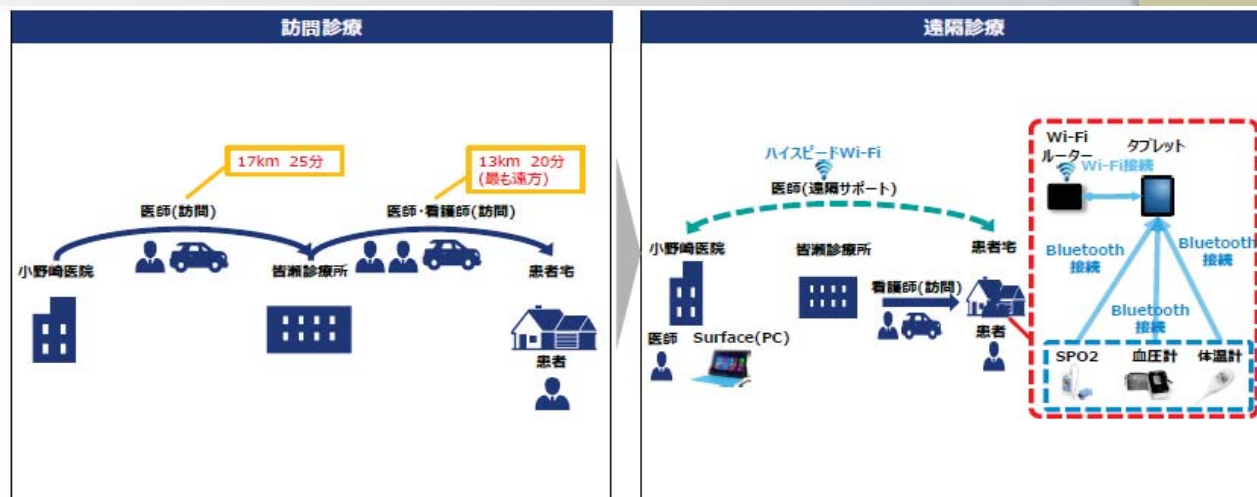 訪問診療
17km 25分
13km 20分
(最も遠方)
医師(訪問)
医師・看護師(訪問)
小野崎医院
皆瀬診療所
患者宅
患者
遠隔診療
ハイスピードWi-Fi
医師(遠隔サポート)
小野崎医院
皆瀬診療所
患者宅
看護師(訪問)
医師
Surface(PC)
患者
Wi-Fi
ルーター
タブレット
Wi-Fi接続
Bluetooth
接続
Bluetooth
接続
Bluetooth
接続
SPO2
血圧計
体温計